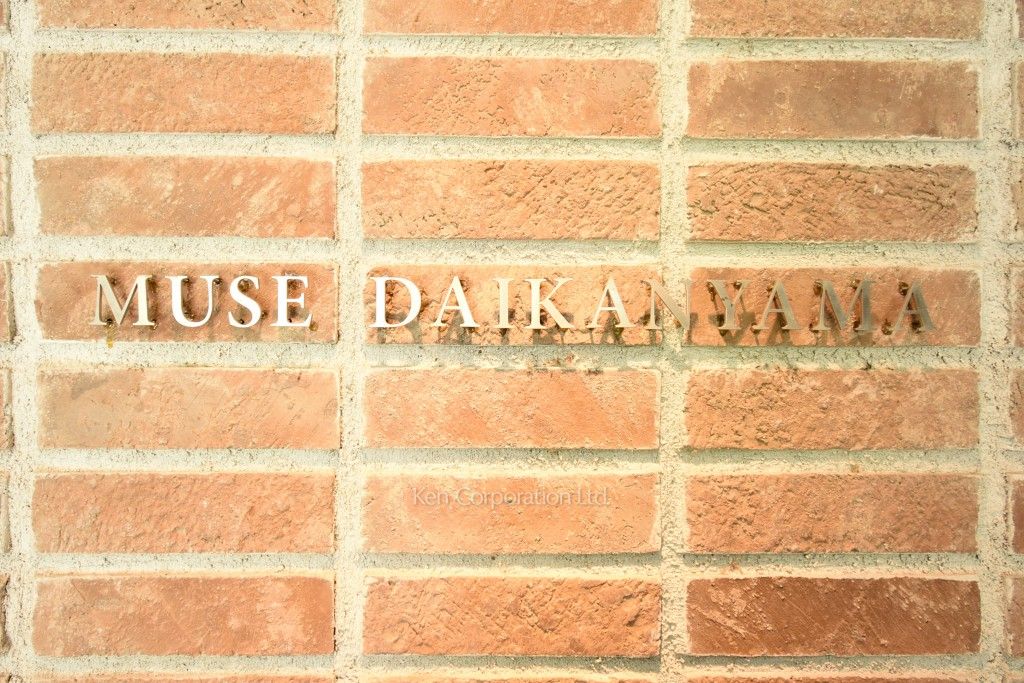 MUSE DAIKANYAMA
Ken Corporation Ltd.